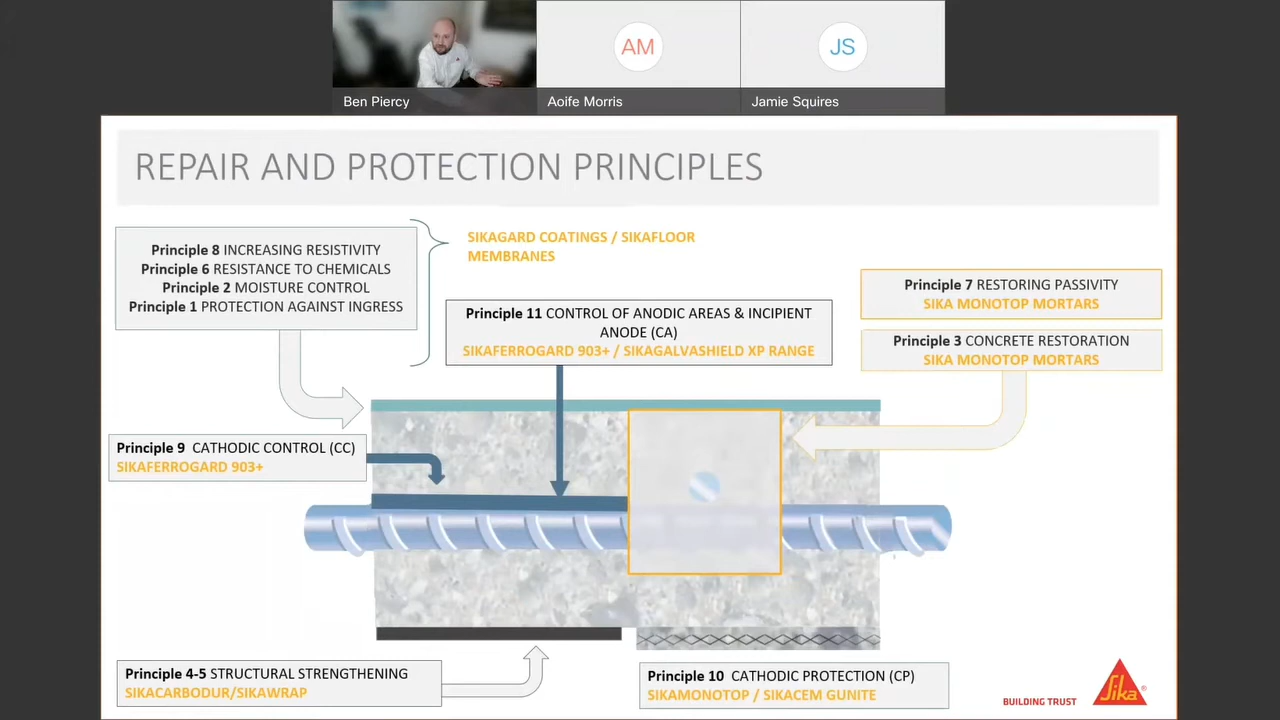 AM
JS
Ben Piercy
Aoife Morris
Jamie Squires
REPAIR AND PROTECTION PRINCIPLES
Principle 8 INCREASING RESISTIVITY
Principle 6 RESISTANCE TO CHEMICALS
Principle 2 MOISTURE CONTROL
Principle 1 PROTECTION AGAINST INGRESS
SIKAGARD COATINGS / SIKAFLOOR
MEMBRANES
Principle 11 CONTROL OF ANODIC AREAS & INCIPIENT
ANODE (CA)
SIKAFERROGARD 903+ / SIKAGALVASHIELD XP RANGE
Principle 7 RESTORING PASSIVITY
SIKA MONOTOP MORTARS
Principle 3 CONCRETE RESTORATION
SIKA MONOTOP MORTARS
Principle 9 CATHODIC CONTROL (CC)
SIKAFERROGARD 903+
Principle 4-5 STRUCTURAL STRENGTHENING
SIKACARBODUR/SIKAWRAP
Principle 10 CATHODIC PROTECTION (CP)
SIKAMONOTOP / SIKACEM GUNITE
BUILDING TRUST
Sika®